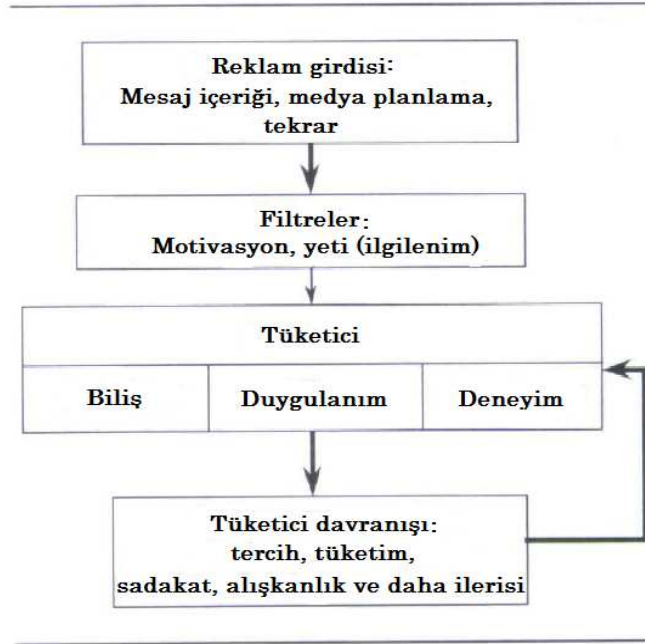 Reklam girdisi:
Mesaj içeriği, medya planlama,
tekrar
Filtreler:
Motivasyon, yeti (ilgilenim)
Tüketici
Biliş Duygulanım Deneyim
Tüketici davranışı:
tercih, tüketim,
sadakat, alışkanlık ve daha ilerisi